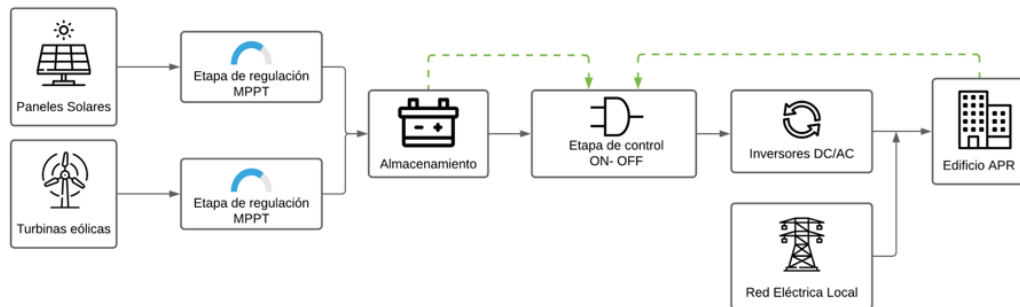 Paneles Solares
Etapa de regulación
MPPT
Turbinas eólicas
Etapa de regulación
MPPT
Almacenamiento
Etapa de control
ON- OFF
Inversores DC/AC
Red Eléctrica Local
Edificio APR